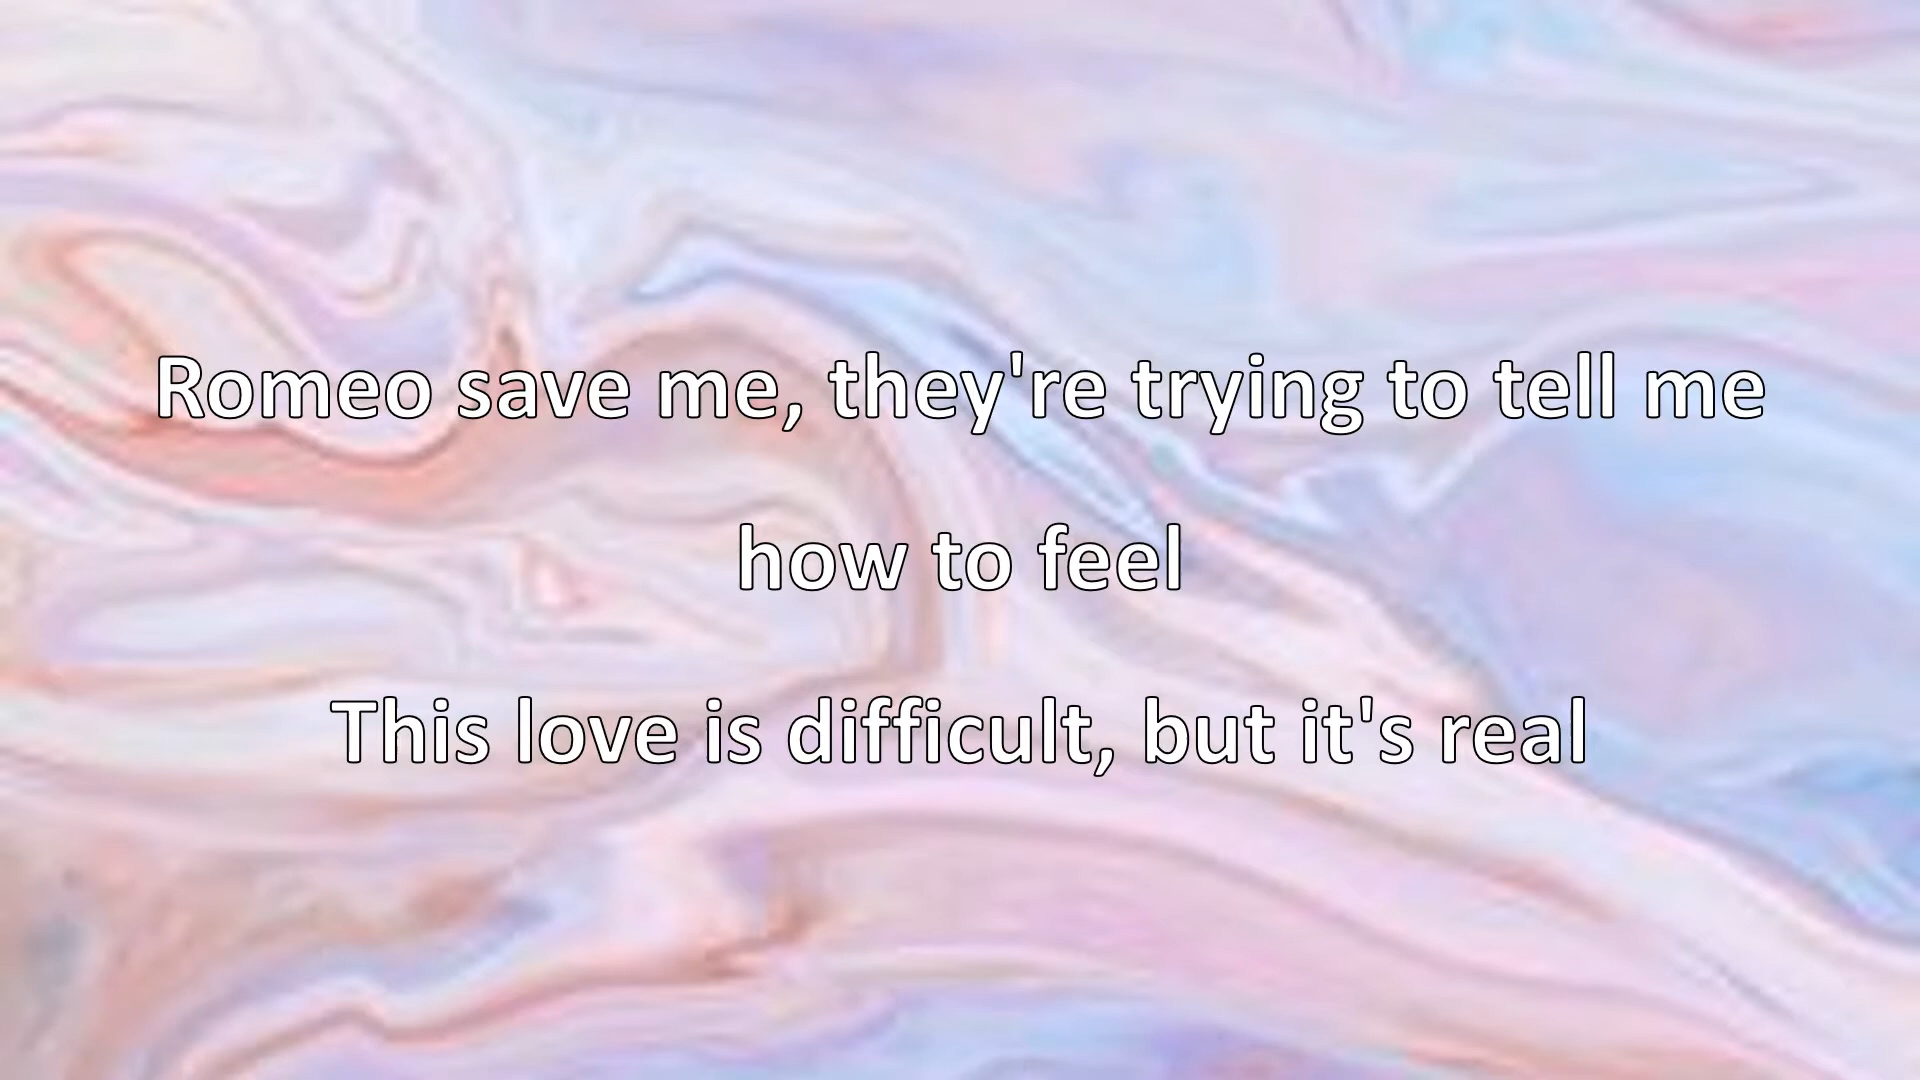 Romeo save me, they're trying to tell me
how to feel
This love is difficult, but it's real